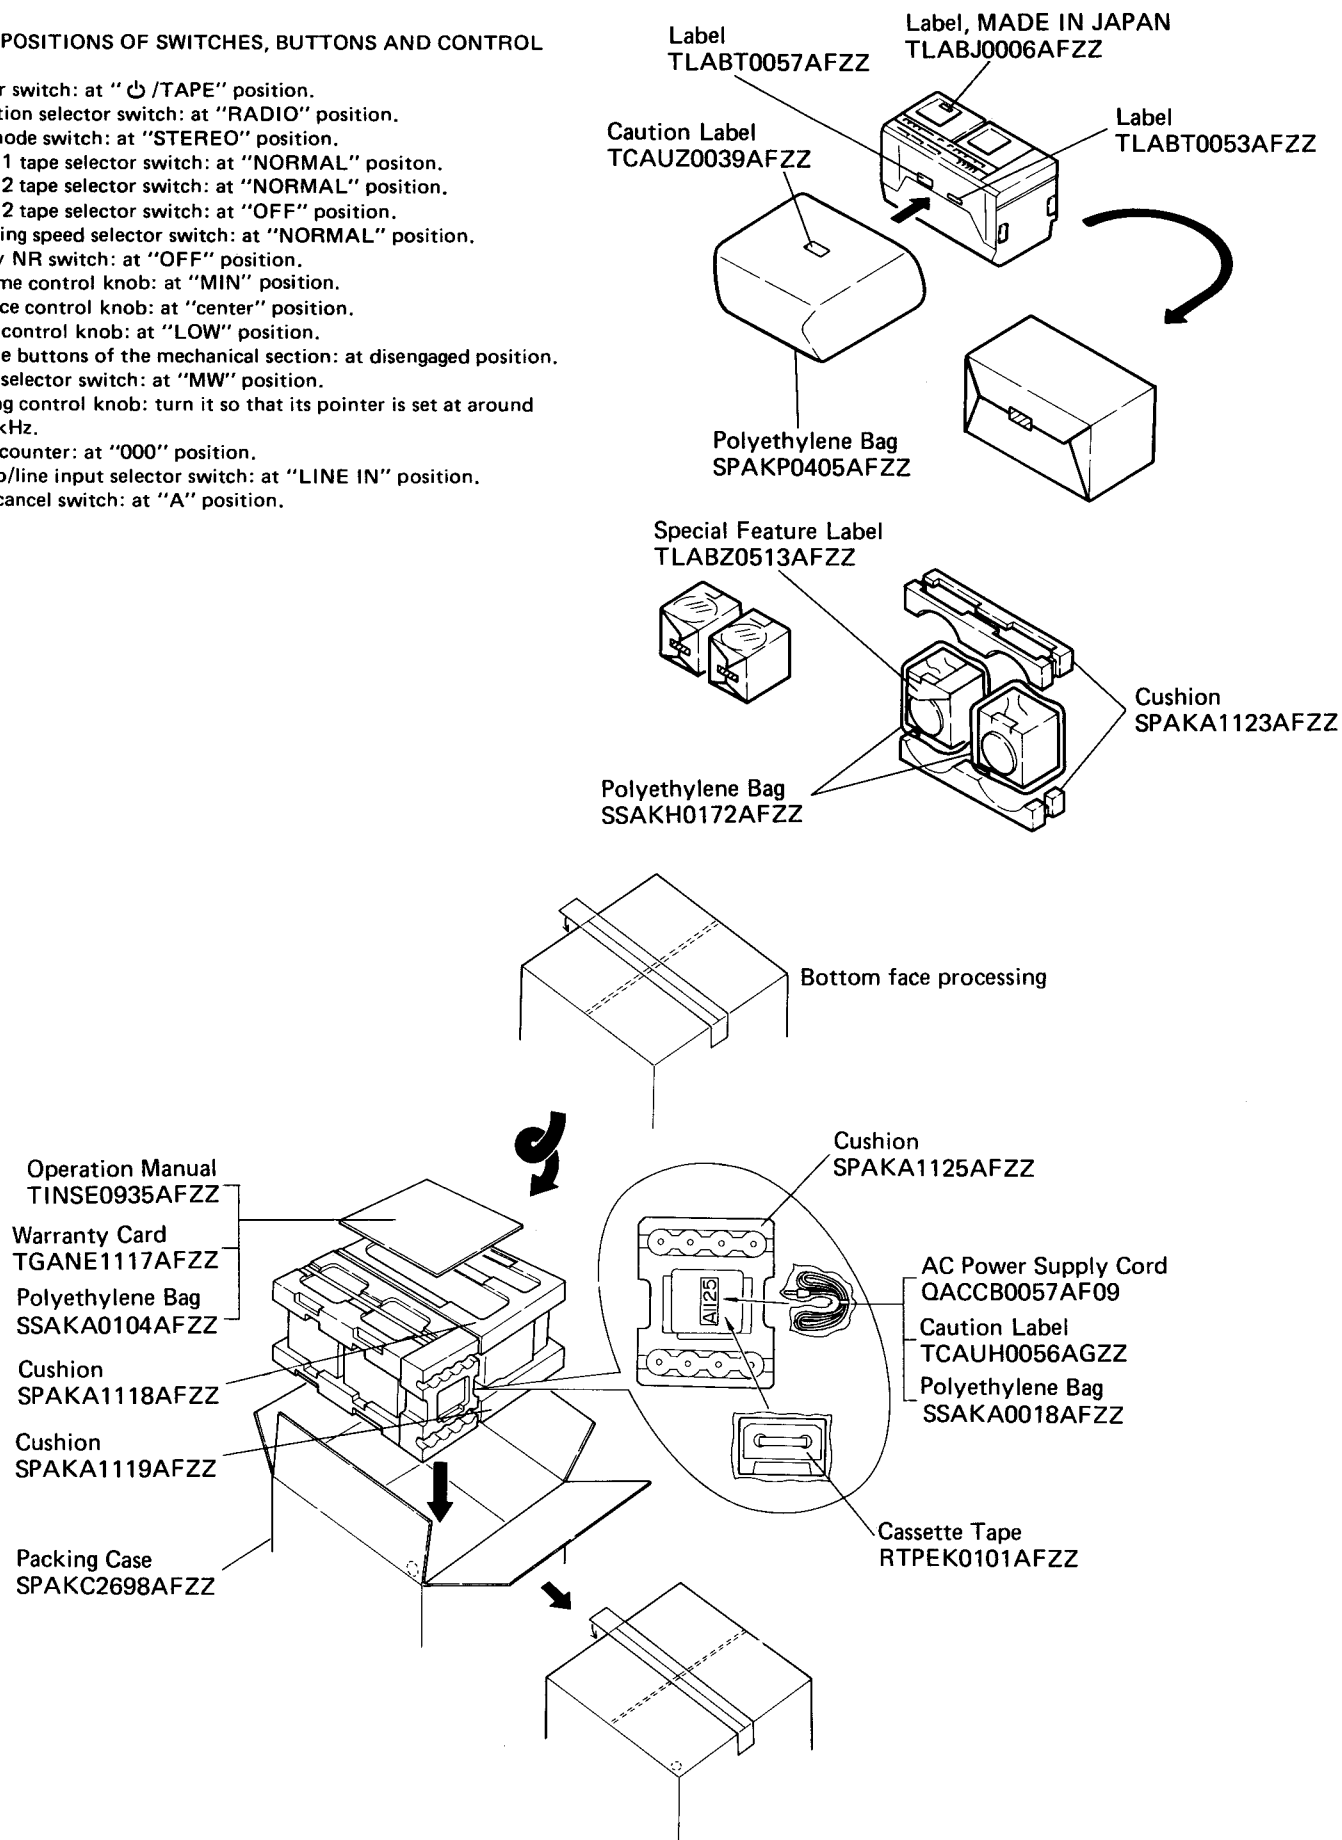 POSITIONS OF SWITCHES, BUTTONS AND CONTROL
r switch: at “ ⏻ /TAPE” position.
tion selector switch: at “RADIO” position.
node switch: at “STEREO” position.
1 tape selector switch: at “NORMAL” positon.
2 tape selector switch: at “NORMAL” position.
2 tape selector switch: at “OFF” position.
ing speed selector switch: at “NORMAL” position.
y NR switch: at “OFF” position.
me control knob: at “MIN” position.
ce control knob: at “center” position.
control knob: at “LOW” position.
e buttons of the mechanical section: at disengaged position.
selector switch: at “MW” position.
ng control knob: turn it so that its pointer is set at around
kHz.
counter: at “000” position.
o/line input selector switch: at “LINE IN” position.
cancel switch: at “A” position.
Label
TLABT0057AFZZ
Label, MADE IN JAPAN
TLABJ0006AFZZ
Caution Label
TCAUZ0039AFZZ
Label
TLABT0053AFZZ
Polyethylene Bag
SPAKP0405AFZZ
Special Feature Label
TLABZ0513AFZZ
Cushion
SPAKA1123AFZZ
Polyethylene Bag
SSAKH0172AFZZ
Bottom face processing
Operation Manual
TINSE0935AFZZ
Warranty Card
TGANE1117AFZZ
Polyethylene Bag
SSAKA0104AFZZ
Cushion
SPAKA1118AFZZ
Cushion
SPAKA1119AFZZ
Packing Case
SPAKC2698AFZZ
Cushion
SPAKA1125AFZZ
A1125
AC Power Supply Cord
QACCB0057AF09
Caution Label
TCAUH0056AGZZ
Polyethylene Bag
SSAKA0018AFZZ
Cassette Tape
RTPEK0101AFZZ